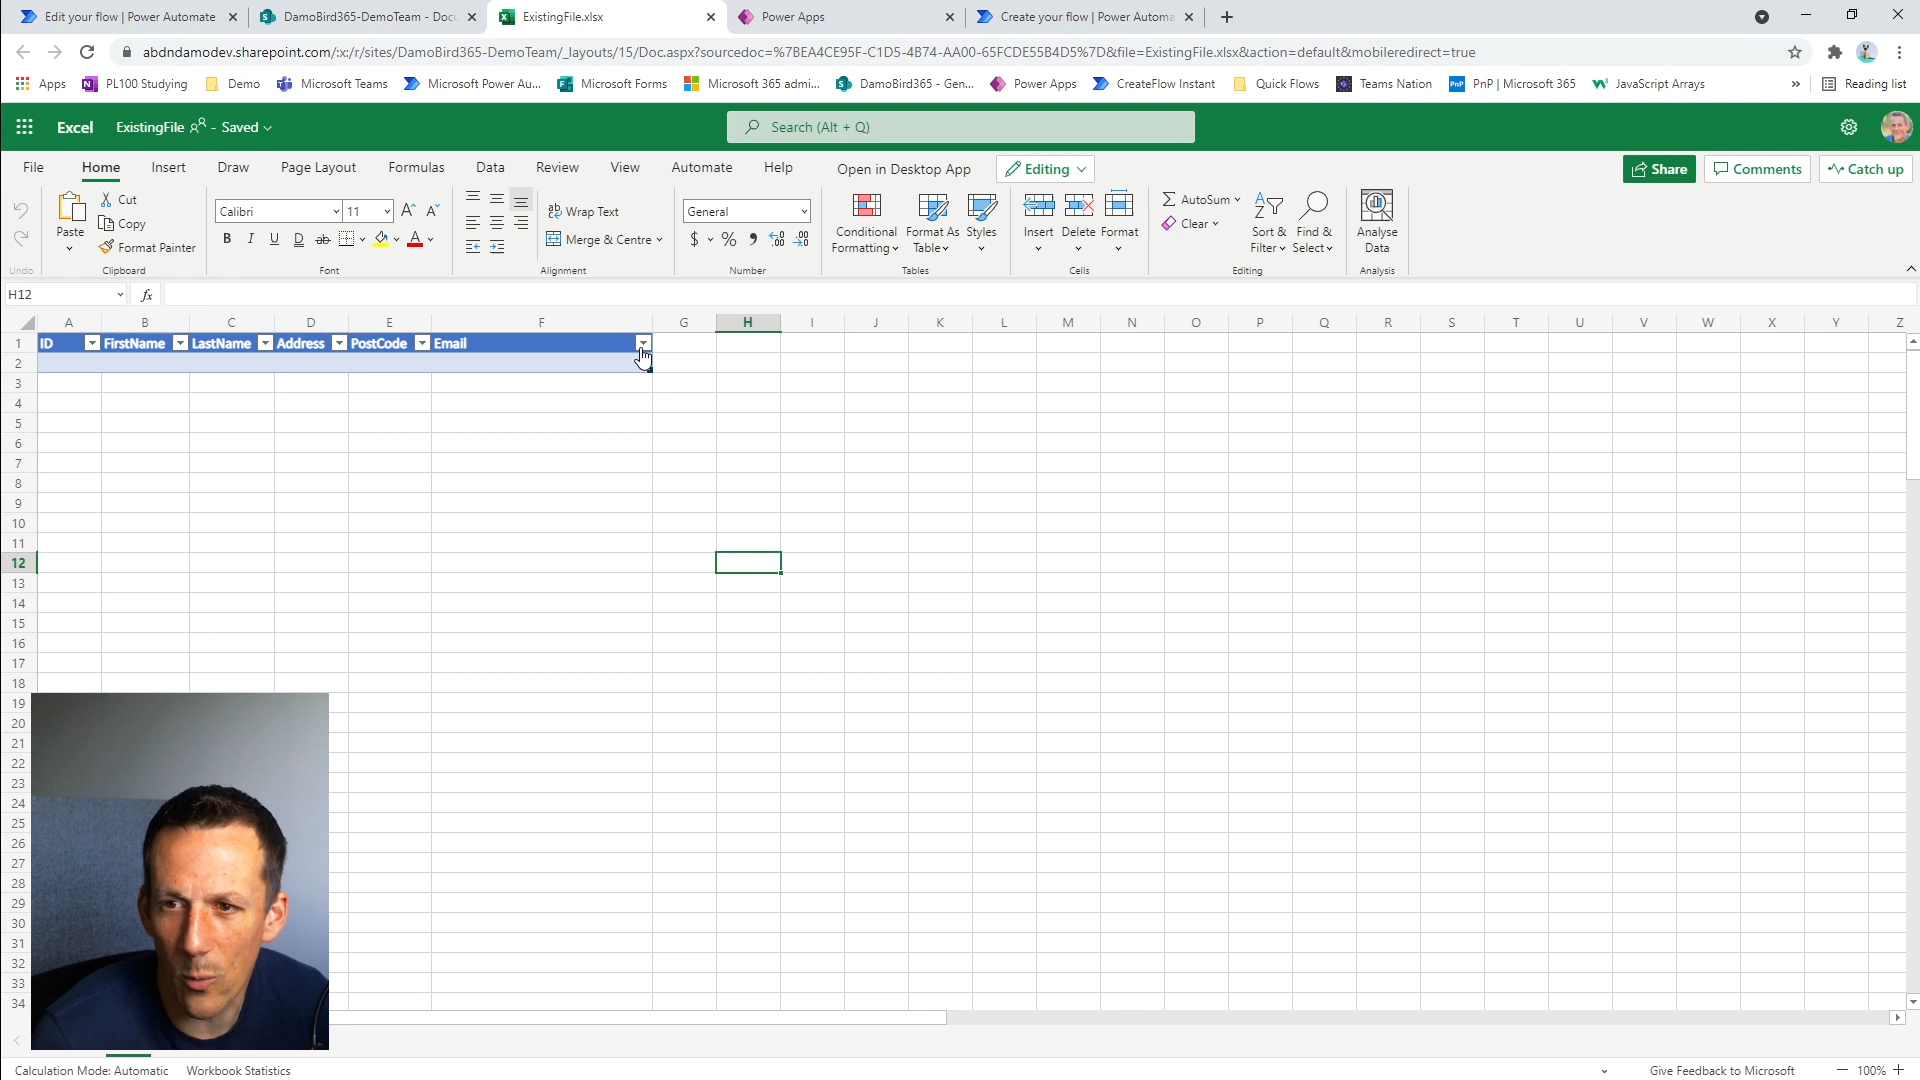 Edit your flow | Power Automate
DamoBird365-DemoTeam - Docu
ExistingFile.xlsx
Power Apps
Create your flow | Power Automa
abdndamodev.sharepoint.com/:x:/r/sites/DamoBird365-DemoTeam/_layouts/15/Doc.aspx?sourcedoc=%7BEA4CE95F-C1D5-4B74-AA00-65FCDE55B4D5%7D&file=ExistingFile.xlsx&action=default&mobileredirect=true
Apps PL100 Studying Demo Microsoft Teams Microsoft Power Au... Microsoft Forms Microsoft 365 admi... DamoBird365 - Gen... Power Apps CreateFlow Instant Quick Flows Teams Nation PnP | Microsoft 365 JavaScript Arrays » Reading list
Excel ExistingFile - Saved Search (Alt + Q)
File Home Insert Draw Page Layout Formulas Data Review View Automate Help Open in Desktop App Editing Share Comments Catch up
Cut
Copy
Format Painter
Paste
Calibri 11
B I U D ab A
Wrap Text
Merge & Centre
General
$ % 9
Conditional Formatting
Format As Table
Styles
Insert Delete Format
AutoSum
Clear
Sort & Filter
Find & Select
Analyse Data
Undo Clipboard Font Alignment Number Tables Cells Editing Analysis
H12 fx
A B C D E F G H I J K L M N O P Q R S T U V W X Y Z
1 ID FirstName LastName Address PostCode Email
2
3
4
5
6
7
8
9
10
11
12
13
14
15
16
17
18
19
20
21
22
23
24
25
26
27
28
29
30
31
32
33
34
Calculation Mode: Automatic Workbook Statistics Give Feedback to Microsoft 100%